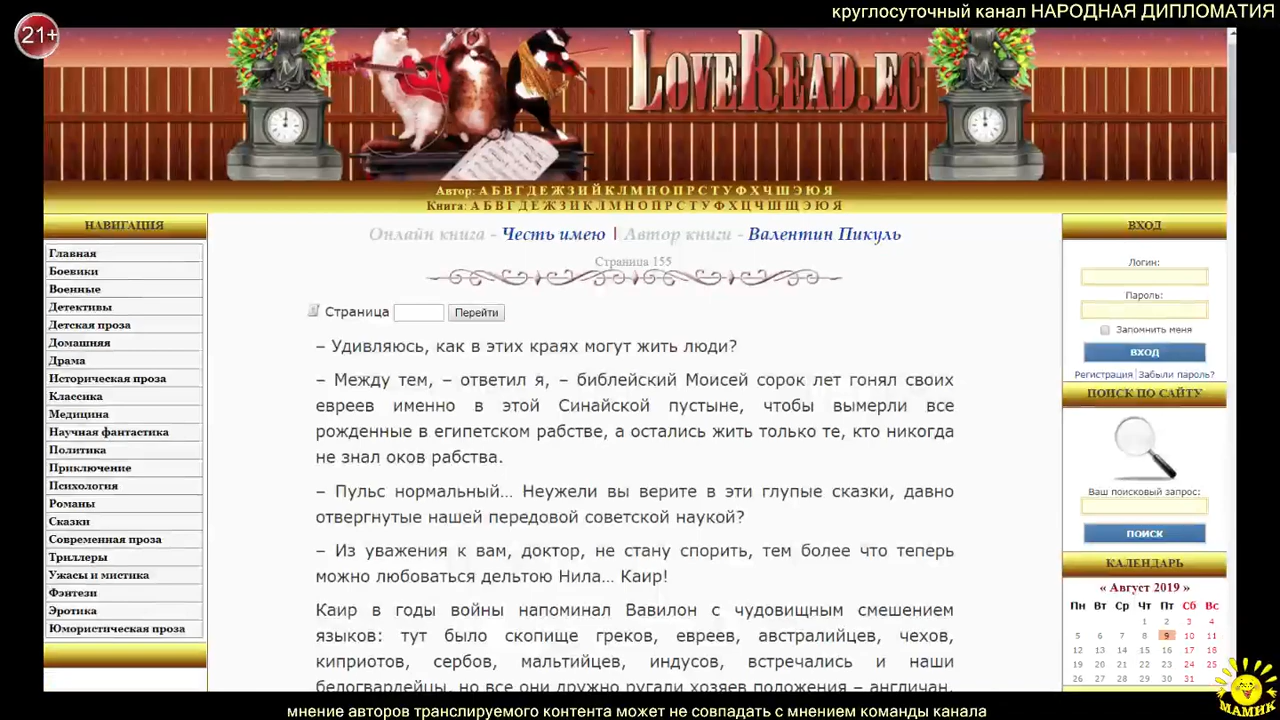 круглосуточный канал НАРОДНАЯ ДИПЛОМАТИЯ
21+
LoveRead.ec
Автор: А Б В Г Д Е Ж З И Й К Л М Н О П Р С Т У Ф Х Ч Ш Э Ю Я
Книга: А Б В Г Д Е Ж З И К Л М Н О П Р С Т У Ф Х Ц Ч Ш Щ Э Ю Я
НАВИГАЦИЯ
Главная
Боевики
Военные
Детективы
Детская проза
Домашняя
Драма
Историческая проза
Классика
Медицина
Научная фантастика
Политика
Приключение
Психология
Романы
Сказки
Современная проза
Триллеры
Ужасы и мистика
Фэнтези
Эротика
Юмористическая проза
Онлайн книга - Честь имею | Автор книги - Валентин Пикуль
Страница 155
Страница
Перейти
– Удивляюсь, как в этих краях могут жить люди?
– Между тем, – ответил я, – библейский Моисей сорок лет гонял своих
евреев именно в этой Синайской пустыне, чтобы вымерли все
рожденные в египетском рабстве, а остались жить только те, кто никогда
не знал оков рабства.
– Пульс нормальный… Неужели вы верите в эти глупые сказки, давно
отвергнутые нашей передовой советской наукой?
– Из уважения к вам, доктор, не стану спорить, тем более что теперь
можно любоваться дельтою Нила… Каир!
Каир в годы войны напоминал Вавилон с чудовищным смешением
языков: тут было скопище греков, евреев, австралийцев, чехов,
киприотов, сербов, мальтийцев, индусов, встречались и наши
белогвардейцы, но все они дружно ругали хозяев положения – англичан.
ВХОД
Логин:
Пароль:
Запомнить меня
ВХОД
Регистрация | Забыли пароль?
ПОИСК ПО САЙТУ
Ваш поисковый запрос:
ПОИСК
КАЛЕНДАРЬ
« Август 2019 »
Пн Вт Ср Чт Пт Сб Вс
1 2 3 4
5 6 7 8 9 10 11
12 13 14 15 16 17 18
19 20 21 22 23 24 25
26 27 28 29 30 31
МАМИК
мнение авторов транслируемого контента может не совпадать с мнением команды канала